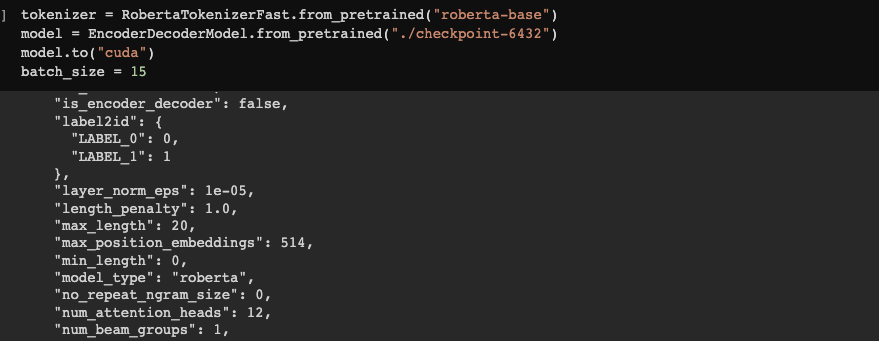 ] tokenizer = RobertaTokenizerFast.from_pretrained("roberta-base")
model = EncoderDecoderModel.from_pretrained("./checkpoint-6432")
model.to("cuda")
batch_size = 15
"is_encoder_decoder": false,
"label2id": {
"LABEL_0": 0,
"LABEL_1": 1
},
"layer_norm_eps": 1e-05,
"length_penalty": 1.0,
"max_length": 20,
"max_position_embeddings": 514,
"min_length": 0,
"model_type": "roberta",
"no_repeat_ngram_size": 0,
"num_attention_heads": 12,
"num_beam_groups": 1,